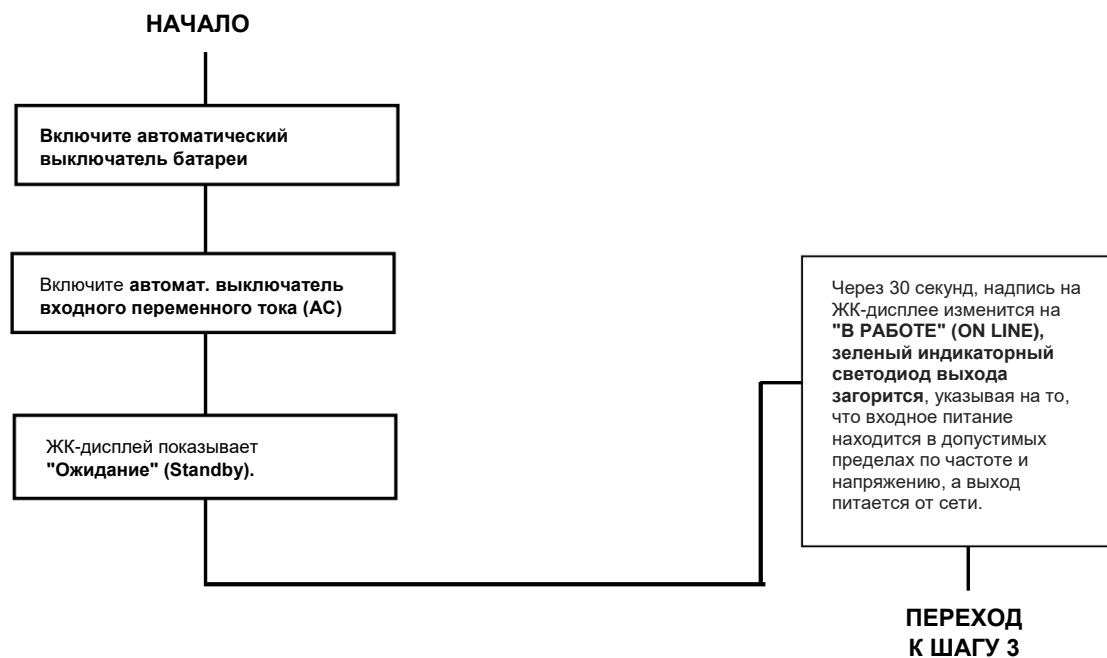 НАЧАЛО
Включите автоматический
выключатель батареи
Включите автомат. выключатель
входного переменного тока (AC)
ЖК-дисплей показывает
"Ожидание" (Standby).
Через 30 секунд, надпись на
ЖК-дисплее изменится на
"В РАБОТЕ" (ON LINE),
зеленый индикаторный
светодиод выхода
загорится, указывая на то,
что входное питание
находится в допустимых
пределах по частоте и
напряжению, а выход
питается от сети.
ПЕРЕХОД
К ШАГУ 3